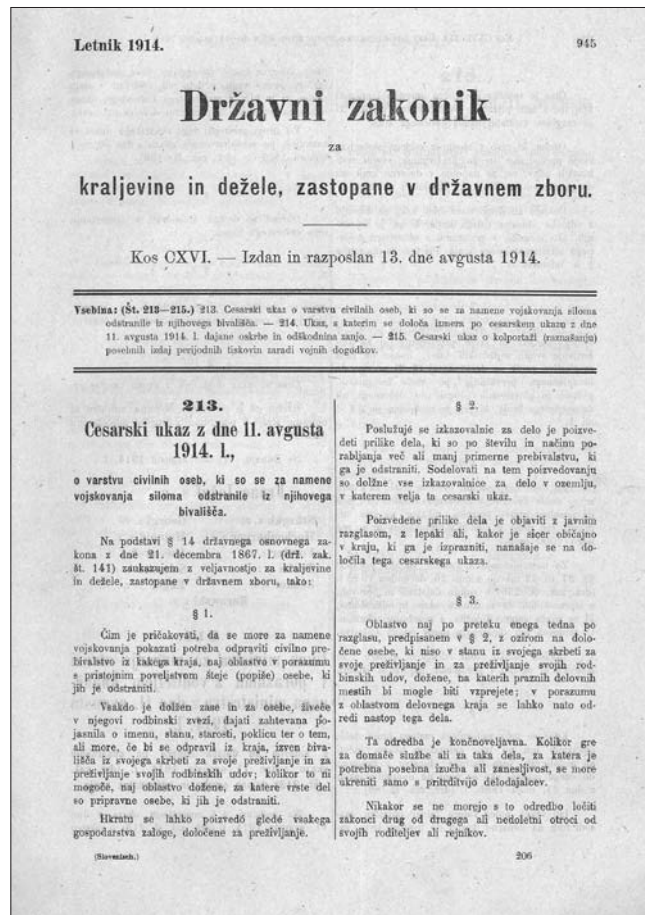 Letnik 1914.
945
Državni zakonik
za
kraljevine in dežele, zastopane v državnem zboru.
Kos CXVI. — Izdan in razposlan 13. dne avgusta 1914.
Vsebina: (Št. 213—215.) 213. Cesarski ukaz o varstvu civilnih oseb, ki so se za namene vojskovanja siloma
odstranile iz njihovega bivališča. — 214. Ukaz, s katerim se določa izmera po cesarskem ukazu z dne
11. avgusta 1914. l. dajane oskrbe in odškodnina zanjo. — 215. Cesarski ukaz o kolportaži (raznašanju)
posebnih izdaj perijodnih tiskovin zaradi vojnih dogodkov.
213.
Cesarski ukaz z dne 11. avgusta
1914. l.,
o varstvu civilnih oseb, ki so se za namene
vojskovanja siloma odstranile iz njihovega
bivališča.
Na podstavi § 14 državnega osnovnega za-
kona z dne 21. decembra 1867. l. (drž. zak.
št. 141) zaukazujem z veljavnostjo za kraljevine
in dežele, zastopane v državnem zboru, tako:
§ 1.
Čim je pričakovati, da se more za namene
vojskovanja pokazati potreba odpraviti civilno pre-
bivalstvo iz kakega kraja, naj oblastvo v porazumu
s pristojnim poveljstvom šteje (popiše) osebe, ki
jih je odstraniti.
Vsakdo je dolžen zase in za osebe, živeče
v njegovi rodbinski zvezi, dajati zahtevana po-
jasnila o imenu, stanu, starosti, poklicu ter o tem,
ali more, če bi se odpravil iz kraja, izven biva-
lišča iz svojega skrbeti za svoje preživljanje in za
preživljanje svojih rodbinskih udov; kolikor to ni
mogoče, naj oblastvo dožene, za katere vrste del
so pripravne osebe, ki jih je odstraniti.
Hkratu se lahko poizvedó glede vsakega
gospodarstva zaloge, določene za preživljanje.
(Slovenisch.)
§ 2.
Poslužujé se izkazovalnic za delo je poizve-
deti prilike dela, ki so po številu in načinu po-
rabljanja več ali manj primerne prebivalstvu, ki
ga je odstraniti. Sodelovati na tem poizvedovanju
so dolžne vse izkazovalnice za delo v ozemlju,
v katerem velja ta cesarski ukaz.
Poizvedene prilike dela je objaviti z javnim
razglasom, z lepaki ali, kakor je sicer običajno
v kraju, ki ga je izprazniti, nanašaje se na do-
ločila tega cesarskega ukaza.
§ 3.
Oblastvo naj po preteku enega tedna po
razglasu, predpisanem v § 2, z ozirom na dolo-
čene osebe, ki niso v stanu iz svojega skrbeti za
svoje preživljanje in za preživljanje svojih rod-
binskih udov, dožene, na katerih praznih delovnih
mestih bi mogle biti vzprejete; v porazumu
z oblastvom delovnega kraja se lahko nato od-
redi nastop tega dela.
Ta odredba je končnoveljavna. Kolikor gre
za domače službe ali za taka dela, za katera je
potrebna posebna izučba ali zanesljivost, se more
ukreniti samo s pritrditvijo delodajalcev.
Nikakor se ne morejo s to odredbo ločiti
zakonci drug od drugega ali nedoletni otroci od
svojih roditeljev ali rejnikov.
206